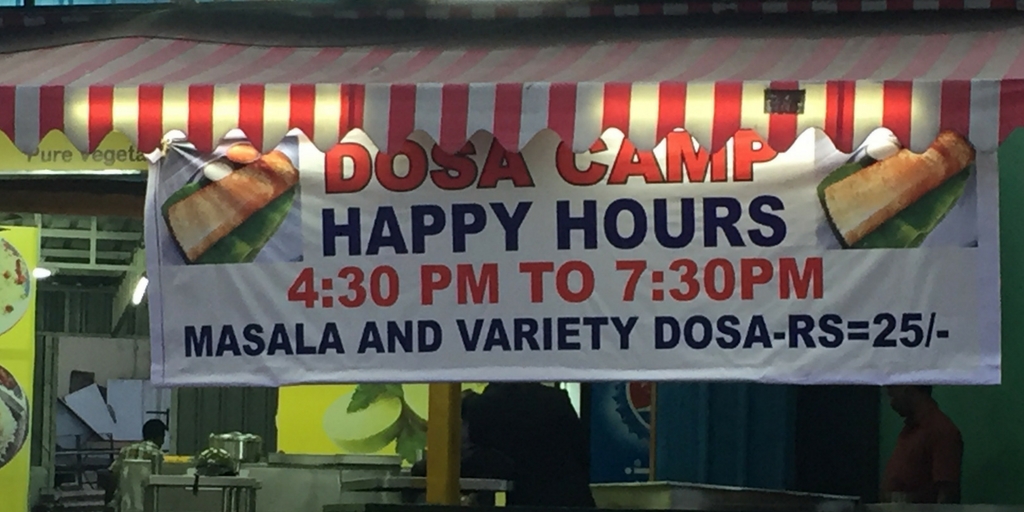 Pure Vegeta
DOSA CAMP
HAPPY HOURS
4:30 PM TO 7:30PM
MASALA AND VARIETY DOSA-RS=25/-